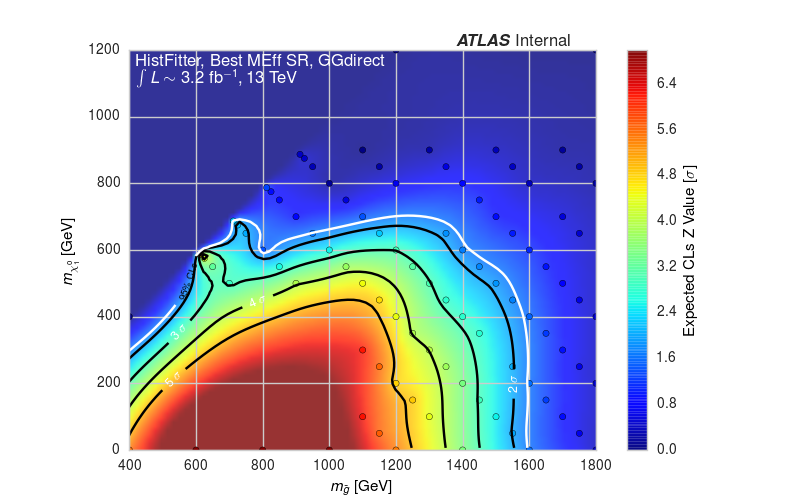 ATLAS Internal
HistFitter, Best MEff SR, GGdirect
∫ L ∼ 3.2 fb⁻¹, 13 TeV
1200
1000
800
600
400
200
0
400
600
800
1000
1200
1400
1600
1800
m_g̃ [GeV]
m_χ̃₁⁰ [GeV]
95% CLs
3 σ
4 σ
5 σ
2 σ
6.4
5.6
4.8
4.0
3.2
2.4
1.6
0.8
0.0
Expected CLs Z Value [σ]